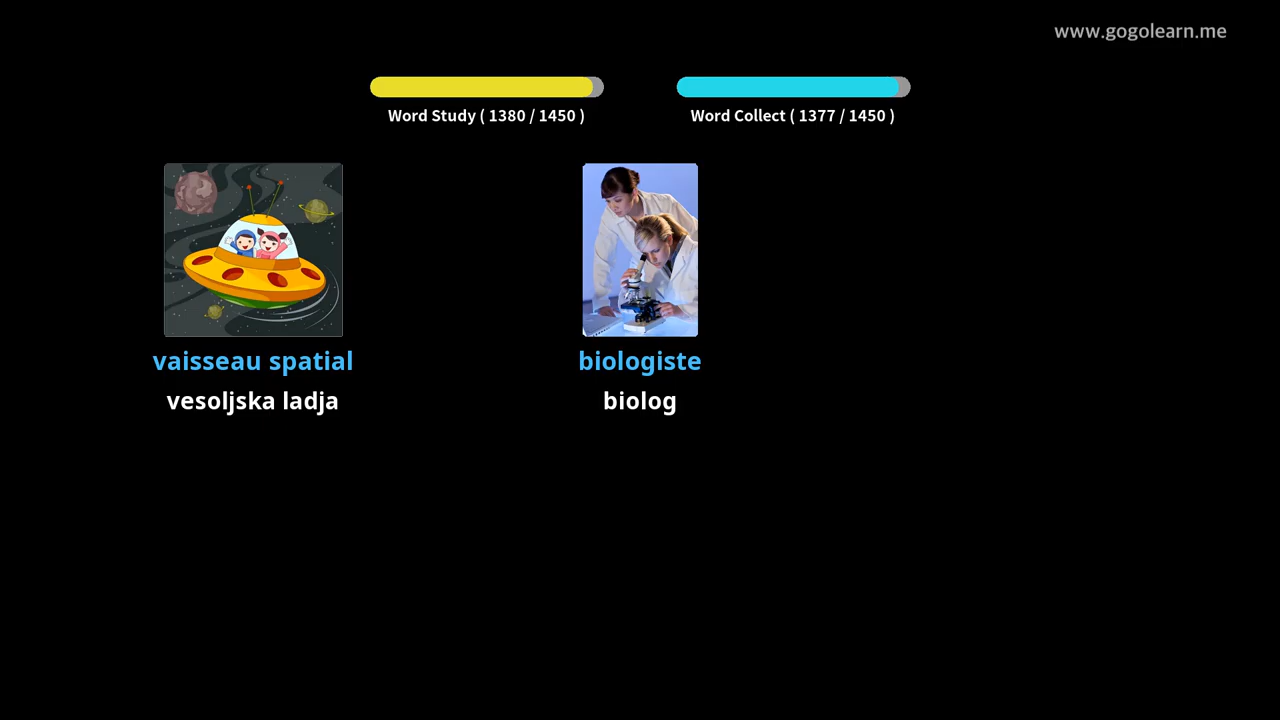 www.gogolearn.me
Word Study ( 1380 / 1450 )
Word Collect ( 1377 / 1450 )
vaisseau spatial
vesoljska ladja
biologiste
biolog